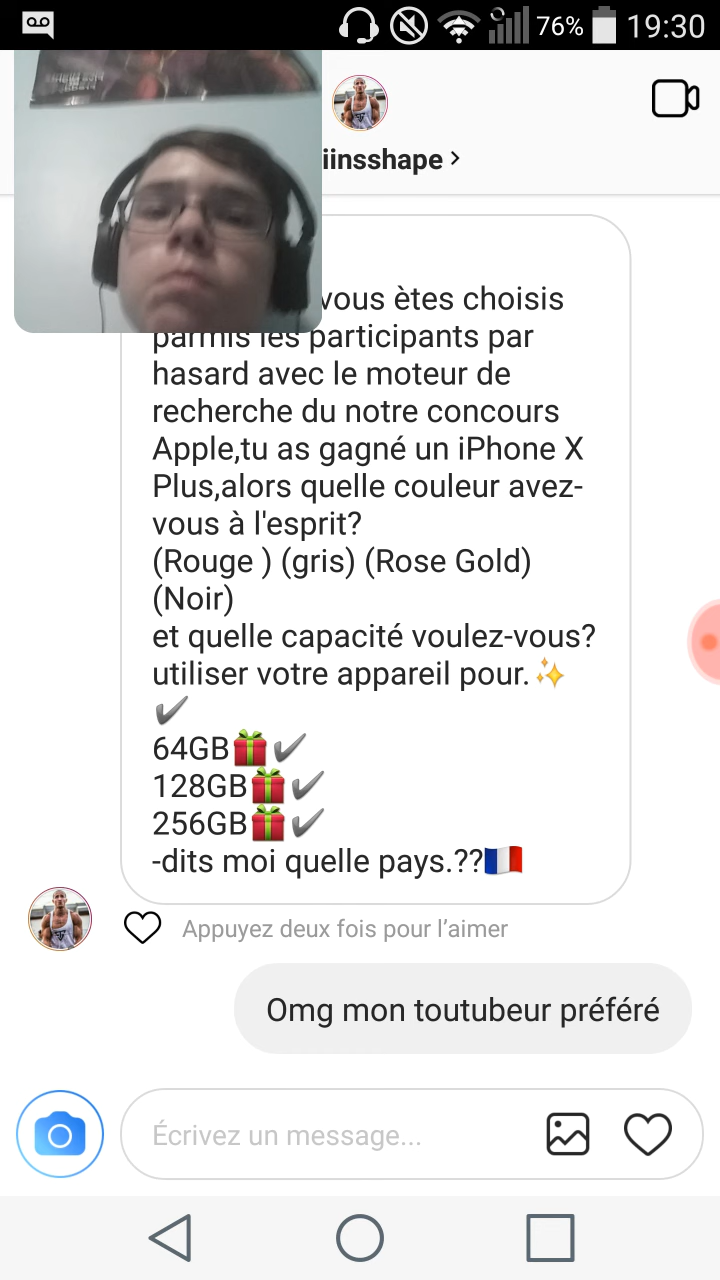 76% 19:30
iinsshape >
vous ètes choisis
parmis les participants par
hasard avec le moteur de
recherche du notre concours
Apple,tu as gagné un iPhone X
Plus,alors quelle couleur avez-
vous à l'esprit?
(Rouge ) (gris) (Rose Gold)
(Noir)
et quelle capacité voulez-vous?
utiliser votre appareil pour.✨
✔
64GB🎁✔
128GB🎁✔
256GB🎁✔
-dits moi quelle pays.??🇫🇷
Appuyez deux fois pour l’aimer
Omg mon toutubeur préféré
Écrivez un message...